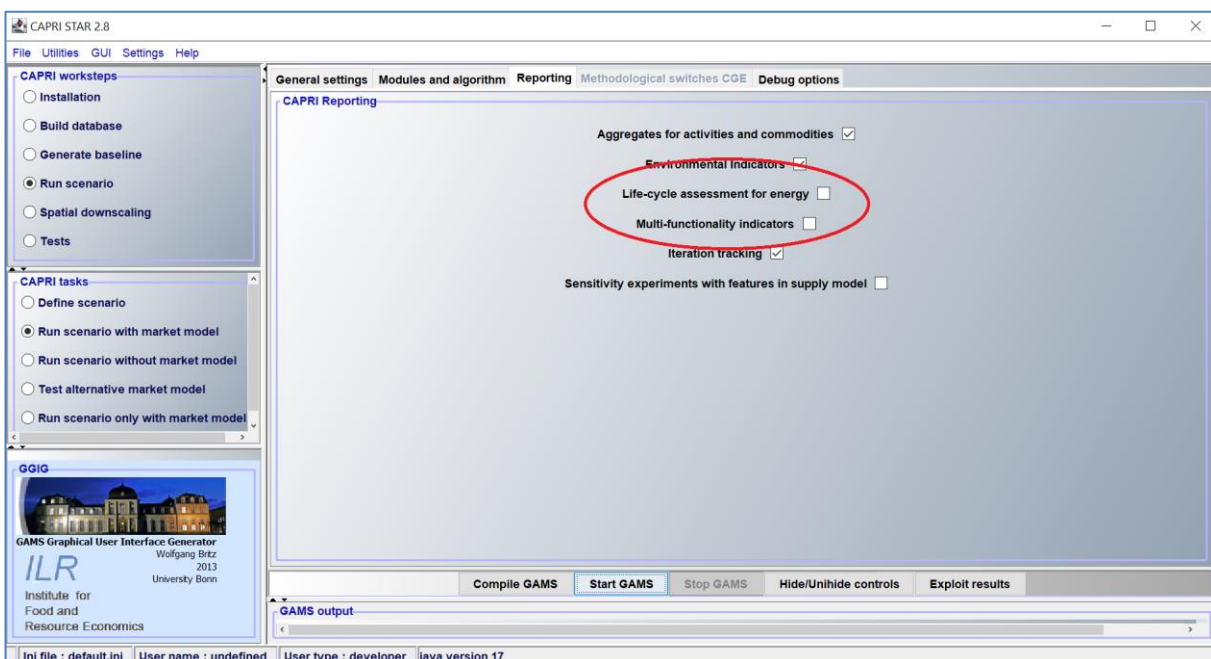 CAPRI STAR 2.8
File Utilities GUI Settings Help
CAPRI worksteps
Installation
Build database
Generate baseline
Run scenario
Spatial downscaling
Tests
CAPRI tasks
Define scenario
Run scenario with market model
Run scenario without market model
Test alternative market model
Run scenario only with market model
GGIG
GAMS Graphical User Interface Generator
Wolfgang Britz
2013
University Bonn
ILR
Institute for
Food and
Resource Economics
General settings Modules and algorithm Reporting Methodological switches CGE Debug options
CAPRI Reporting
Aggregates for activities and commodities
Environmental Indicators
Life-cycle assessment for energy
Multi-functionality indicators
Iteration tracking
Sensitivity experiments with features in supply model
Compile GAMS Start GAMS Stop GAMS Hide/Unihide controls Exploit results
GAMS output
Ini file : default.ini User name : undefined User type : developer java version 17